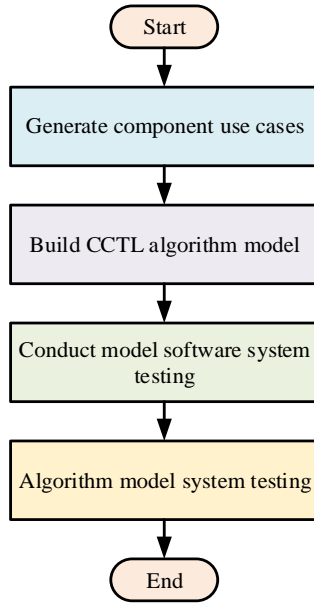 Start
Generate component use cases
Build CCTL algorithm model
Conduct model software system
testing
Algorithm model system testing
End